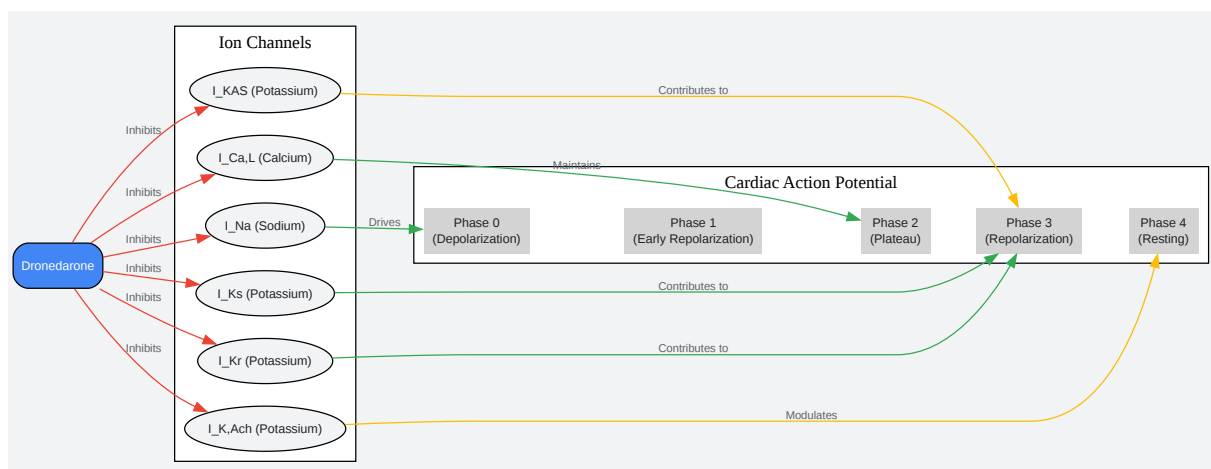 Ion Channels
I_KAS (Potassium)
Contributes to
Inhibits
I_Ca,L (Calcium)
Maintains
Cardiac Action Potential
Inhibits
I_Na (Sodium)
Drives
Phase 0
(Depolarization)
Phase 1
(Early Repolarization)
Phase 2
(Plateau)
Phase 3
(Repolarization)
Phase 4
(Resting)
Inhibits
Dronedarone
Inhibits
I_Ks (Potassium)
Contributes to
Inhibits
I_Kr (Potassium)
Contributes to
Inhibits
I_K,Ach (Potassium)
Modulates